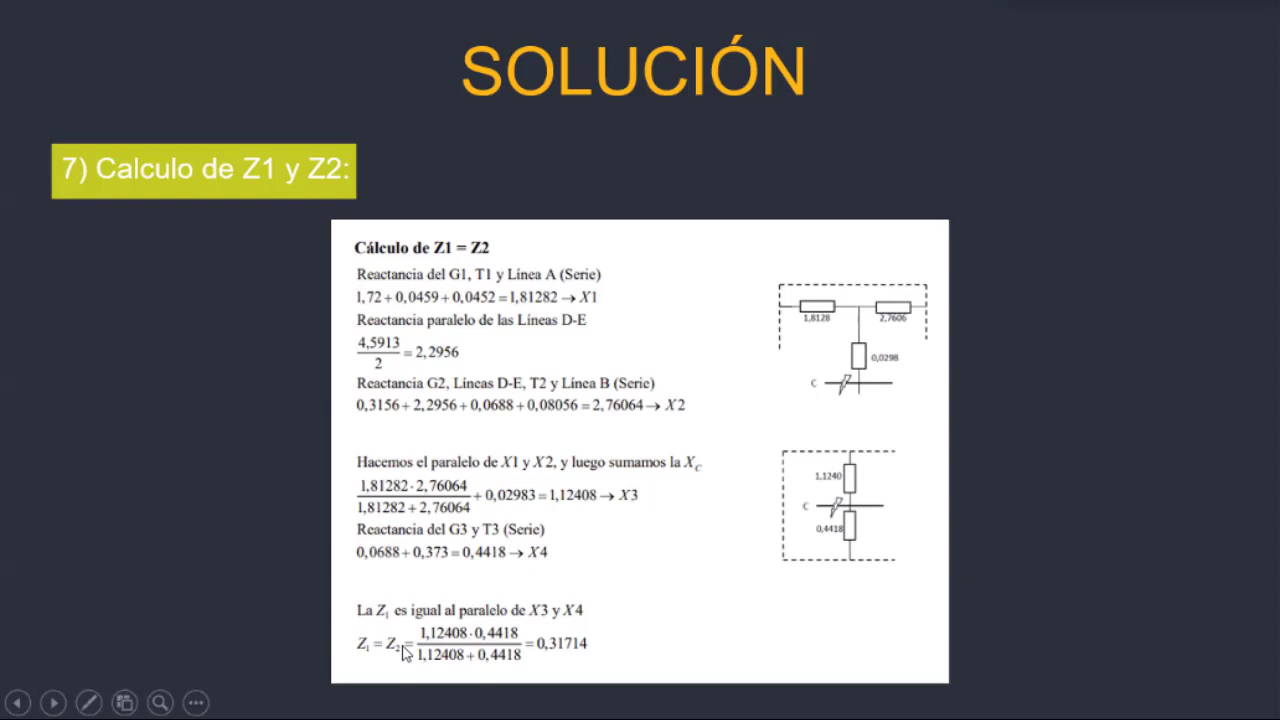 SOLUCIÓN
7) Calculo de Z1 y Z2:
Cálculo de Z1 = Z2
Reactancia del G1, T1 y Línea A (Serie)
1,72 + 0,0459 + 0,0452 = 1,81282 → X1
Reactancia paralelo de las Líneas D-E
4,5913
2
= 2,2956
Reactancia G2, Líneas D-E, T2 y Línea B (Serie)
0,3156 + 2,2956 + 0,0688 + 0,08056 = 2,76064 → X2
1,8128
2,7606
0,0298
C
Hacemos el paralelo de X1 y X2, y luego sumamos la X_C
1,81282 · 2,76064
1,81282 + 2,76064
+ 0,02983 = 1,12408 → X3
Reactancia del G3 y T3 (Serie)
0,0688 + 0,373 = 0,4418 → X4
1,1240
C
0,4418
La Z₁ es igual al paralelo de X3 y X4
Z₁ = Z₂ =
1,12408 · 0,4418
1,12408 + 0,4418
= 0,31714